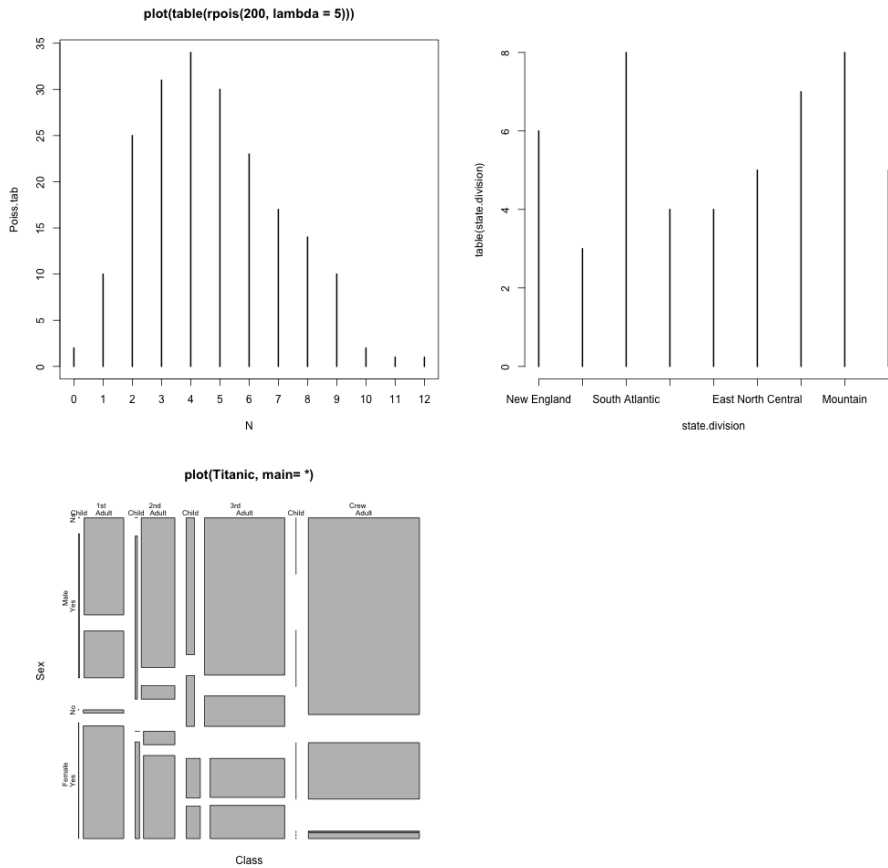 plot(table(rpois(200, lambda = 5)))
35
30
25
20
15
10
5
0
Poiss.tab
0 1 2 3 4 5 6 7 8 9 10 11 12
N
8
6
4
2
0
table(state.division)
New England South Atlantic East North Central Mountain
state.division
plot(Titanic, main= *)
1st 2nd 3rd Crew
Child Adult Child Adult Child Adult Child Adult
No
Male
Yes
Sex
No
Female
Yes
Class